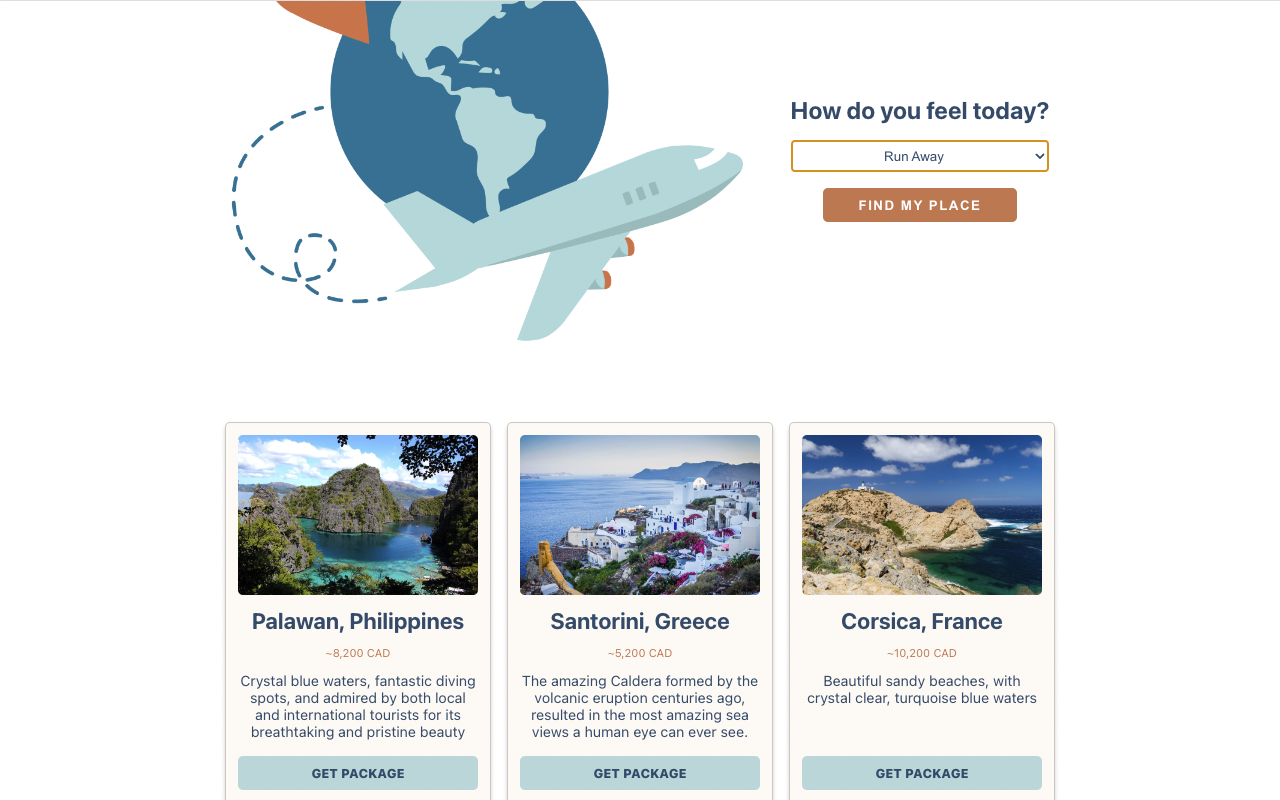 How do you feel today?
Run Away
FIND MY PLACE
Palawan, Philippines
~8,200 CAD
Crystal blue waters, fantastic diving
spots, and admired by both local
and international tourists for its
breathtaking and pristine beauty
GET PACKAGE
Santorini, Greece
~5,200 CAD
The amazing Caldera formed by the
volcanic eruption centuries ago,
resulted in the most amazing sea
views a human eye can ever see.
GET PACKAGE
Corsica, France
~10,200 CAD
Beautiful sandy beaches, with
crystal clear, turquoise blue waters
GET PACKAGE